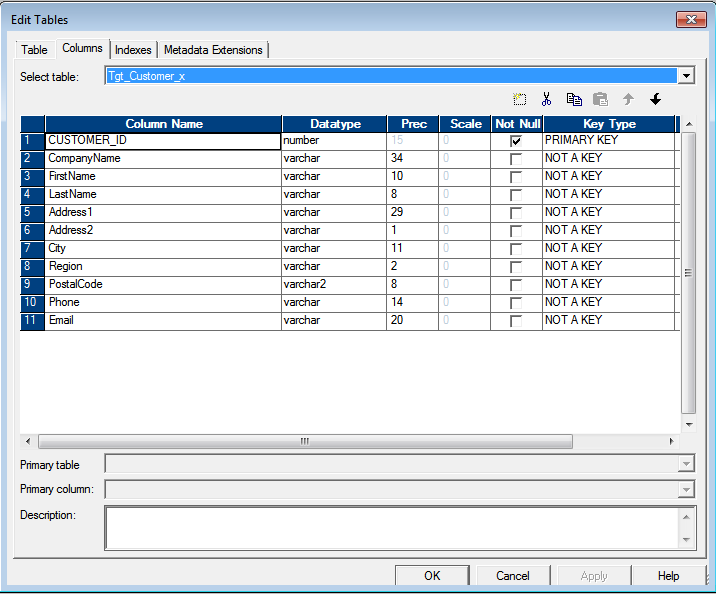 Edit Tables
Table Columns Indexes Metadata Extensions
Select table: Tgt_Customer_x
Column Name Datatype Prec Scale Not Null Key Type
1 CUSTOMER_ID number 15 0 PRIMARY KEY
2 CompanyName varchar 34 0 NOT A KEY
3 FirstName varchar 10 0 NOT A KEY
4 LastName varchar 8 0 NOT A KEY
5 Address1 varchar 29 0 NOT A KEY
6 Address2 varchar 1 0 NOT A KEY
7 City varchar 11 0 NOT A KEY
8 Region varchar 2 0 NOT A KEY
9 PostalCode varchar2 8 0 NOT A KEY
10 Phone varchar 14 0 NOT A KEY
11 Email varchar 20 0 NOT A KEY
Primary table
Primary column:
Description:
OK Cancel Apply Help